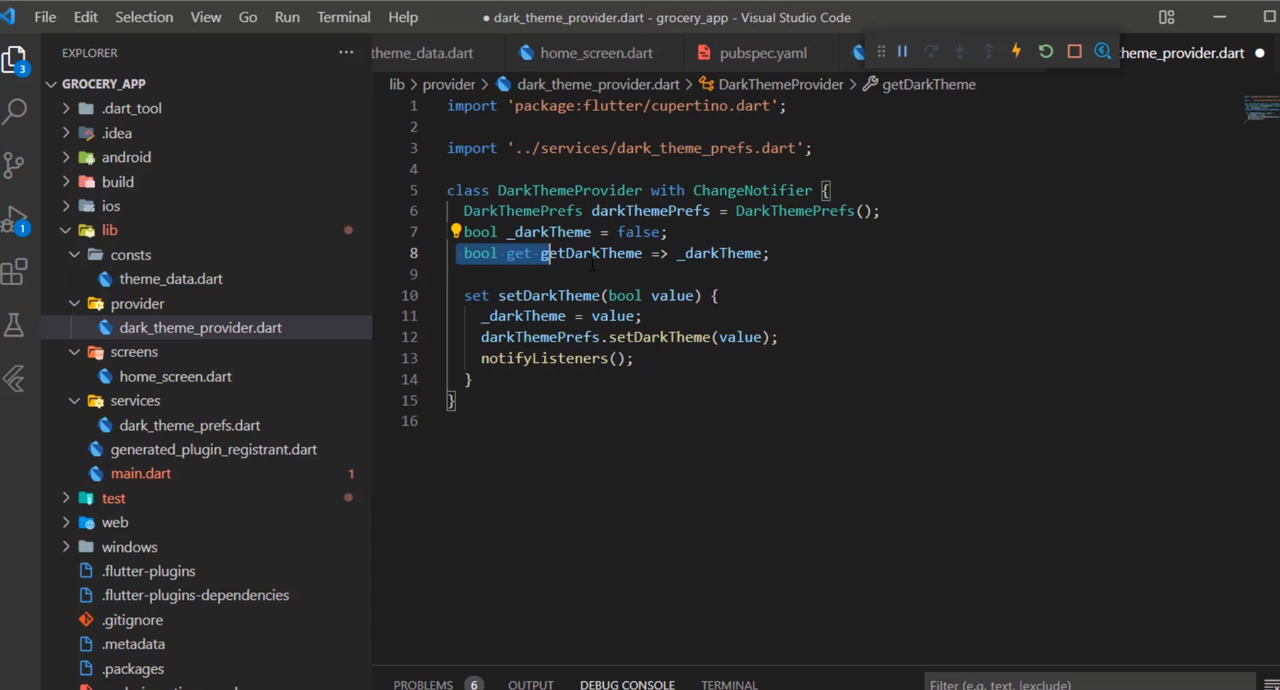 File Edit Selection View Go Run Terminal Help
● dark_theme_provider.dart - grocery_app - Visual Studio Code
EXPLORER ···
theme_data.dart home_screen.dart pubspec.yaml heme_provider.dart ●
3
GROCERY_APP
lib > provider > dark_theme_provider.dart > DarkThemeProvider > getDarkTheme
.dart_tool
.idea
android
build
ios
lib
consts
theme_data.dart
provider
dark_theme_provider.dart
screens
home_screen.dart
services
dark_theme_prefs.dart
generated_plugin_registrant.dart
main.dart 1
test
web
windows
.flutter-plugins
.flutter-plugins-dependencies
.gitignore
.metadata
.packages
1
1 import 'package:flutter/cupertino.dart';
2
3 import '../services/dark_theme_prefs.dart';
4
5 class DarkThemeProvider with ChangeNotifier {
6 DarkThemePrefs darkThemePrefs = DarkThemePrefs();
7 bool _darkTheme = false;
8 bool get getDarkTheme => _darkTheme;
9
10 set setDarkTheme(bool value) {
11 _darkTheme = value;
12 darkThemePrefs.setDarkTheme(value);
13 notifyListeners();
14 }
15 }
16
PROBLEMS 6 OUTPUT DEBUG CONSOLE TERMINAL Filter (e.g. text, !exclude)